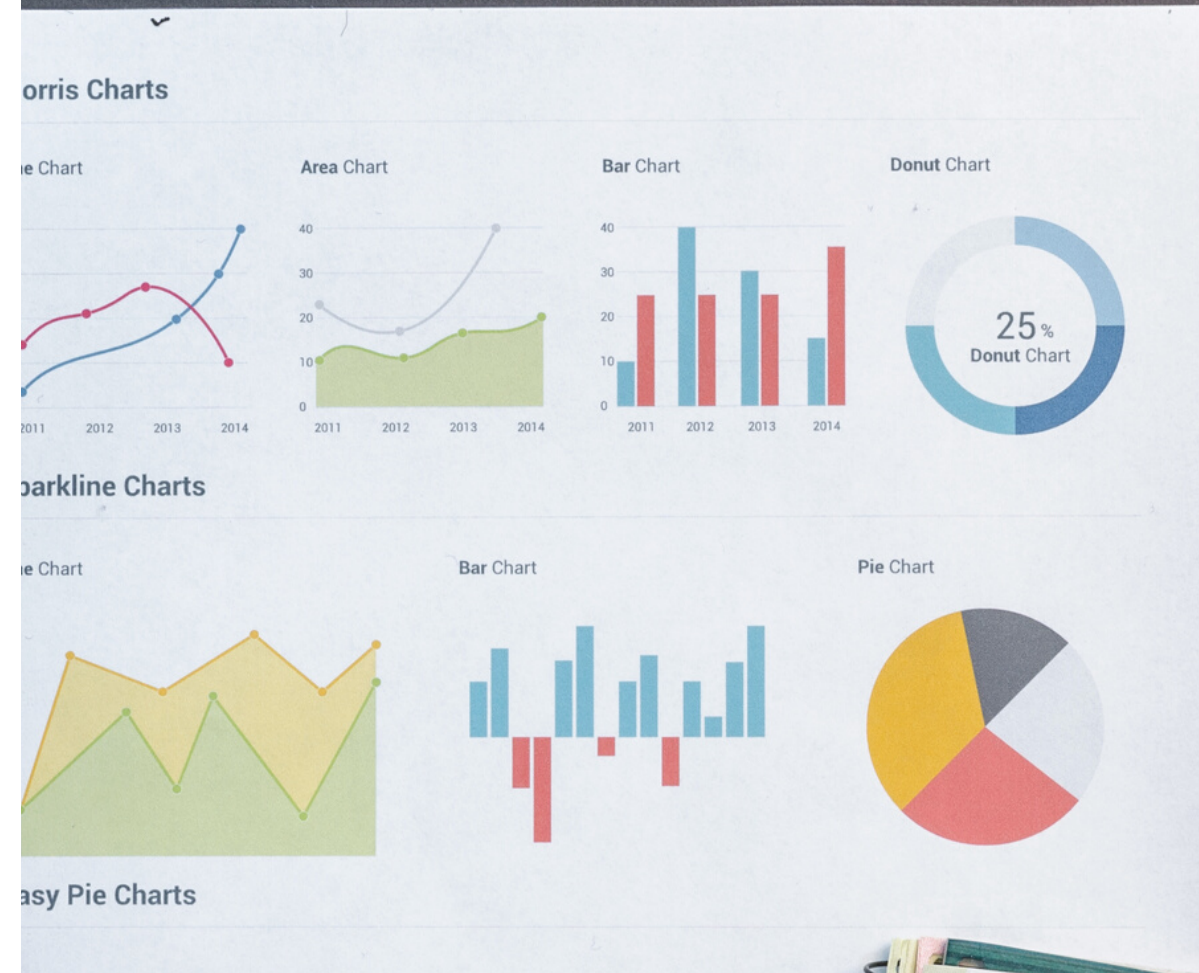 orris Charts
e Chart
Area Chart
Bar Chart
Donut Chart
40
30
20
10
0
40
30
20
10
0
25 %
Donut Chart
2011 2012 2013 2014
2011 2012 2013 2014
2011 2012 2013 2014
parkline Charts
e Chart
Bar Chart
Pie Chart
asy Pie Charts